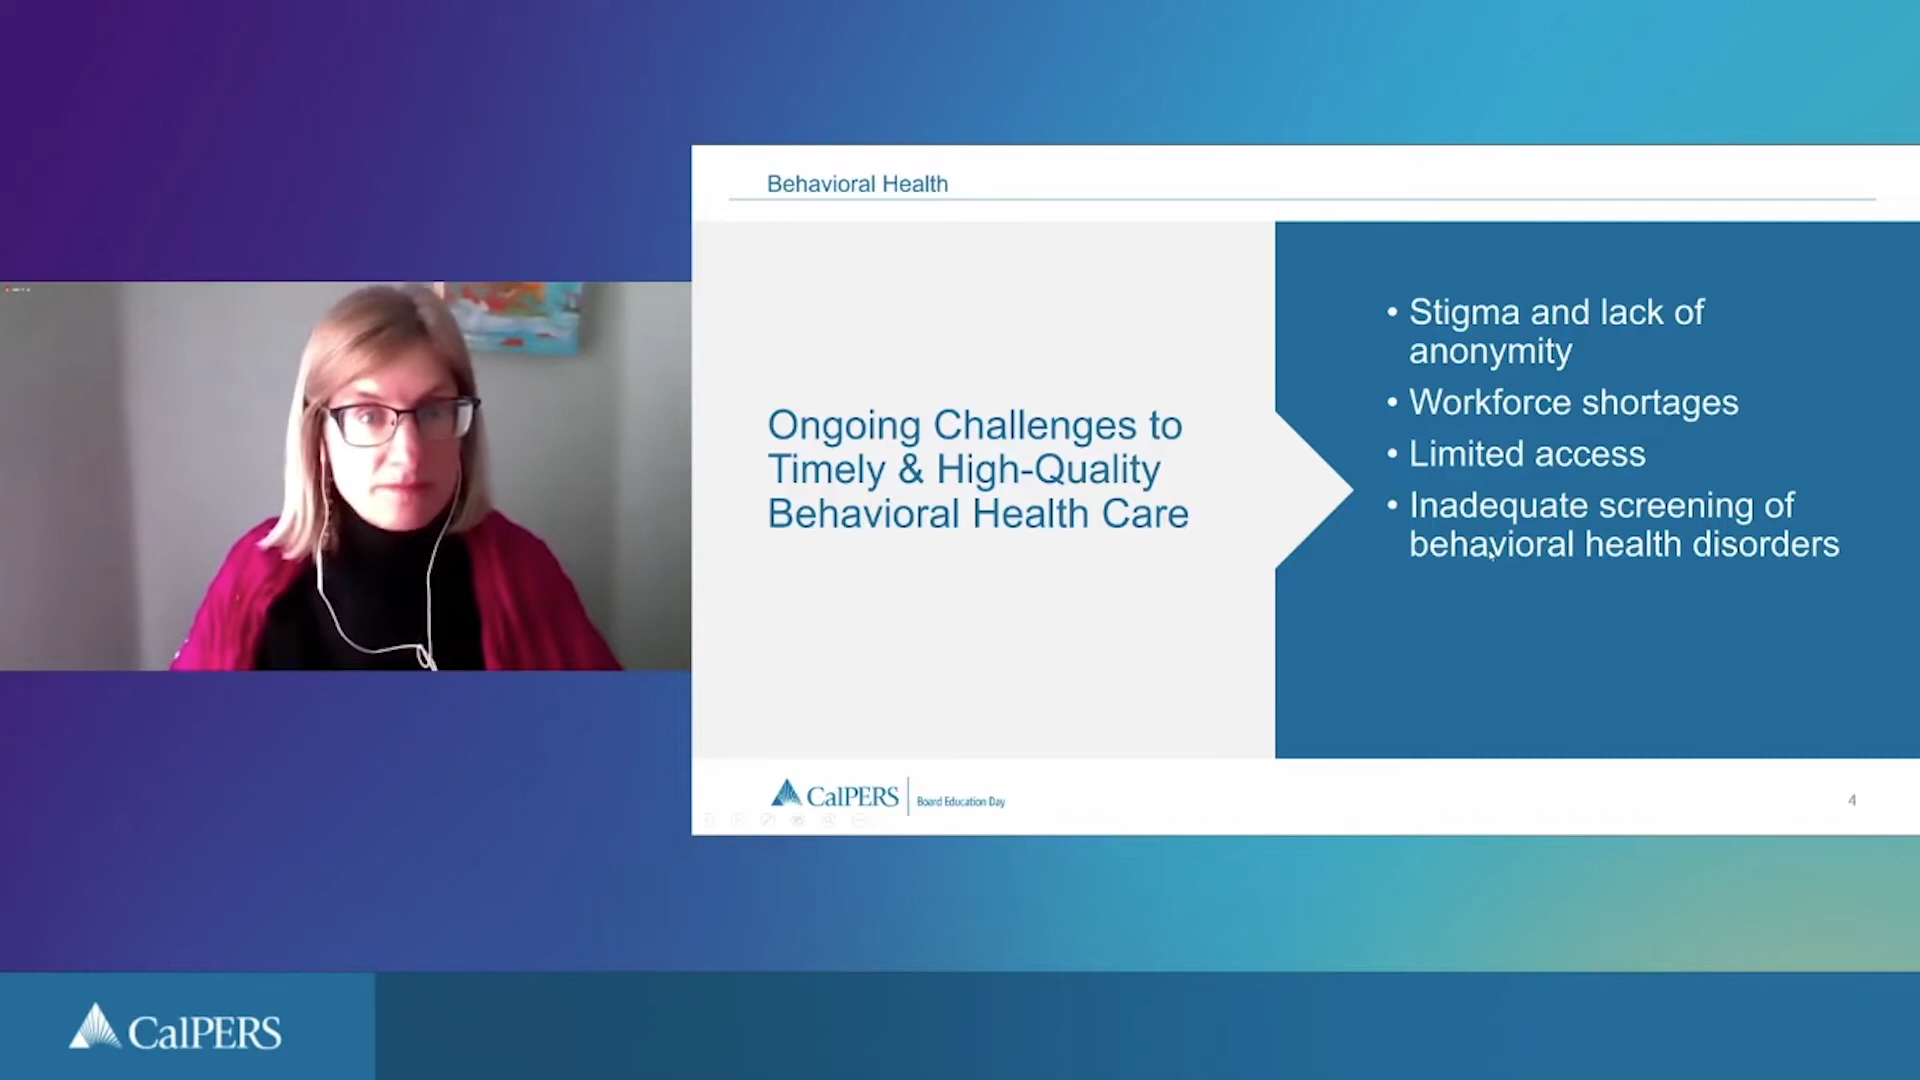 Behavioral Health
Ongoing Challenges to
Timely & High-Quality
Behavioral Health Care
• Stigma and lack of
anonymity
• Workforce shortages
• Limited access
• Inadequate screening of
behavioral health disorders
CalPERS
Board Education Day
4
CalPERS